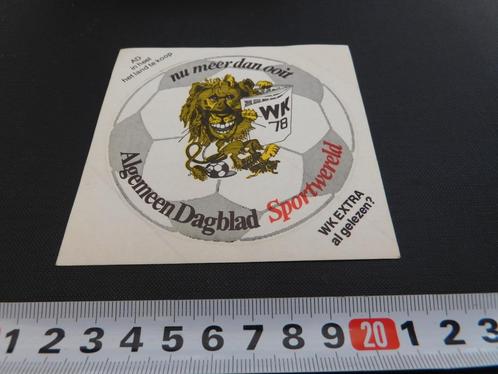 AD
in heel
het land te koop
nu meer dan ooit
WK
'78
Algemeen Dagblad Sportwereld
WK EXTRA
al gelezen?
1 2 3 4 5 6 7 8 9 20 1 2 3